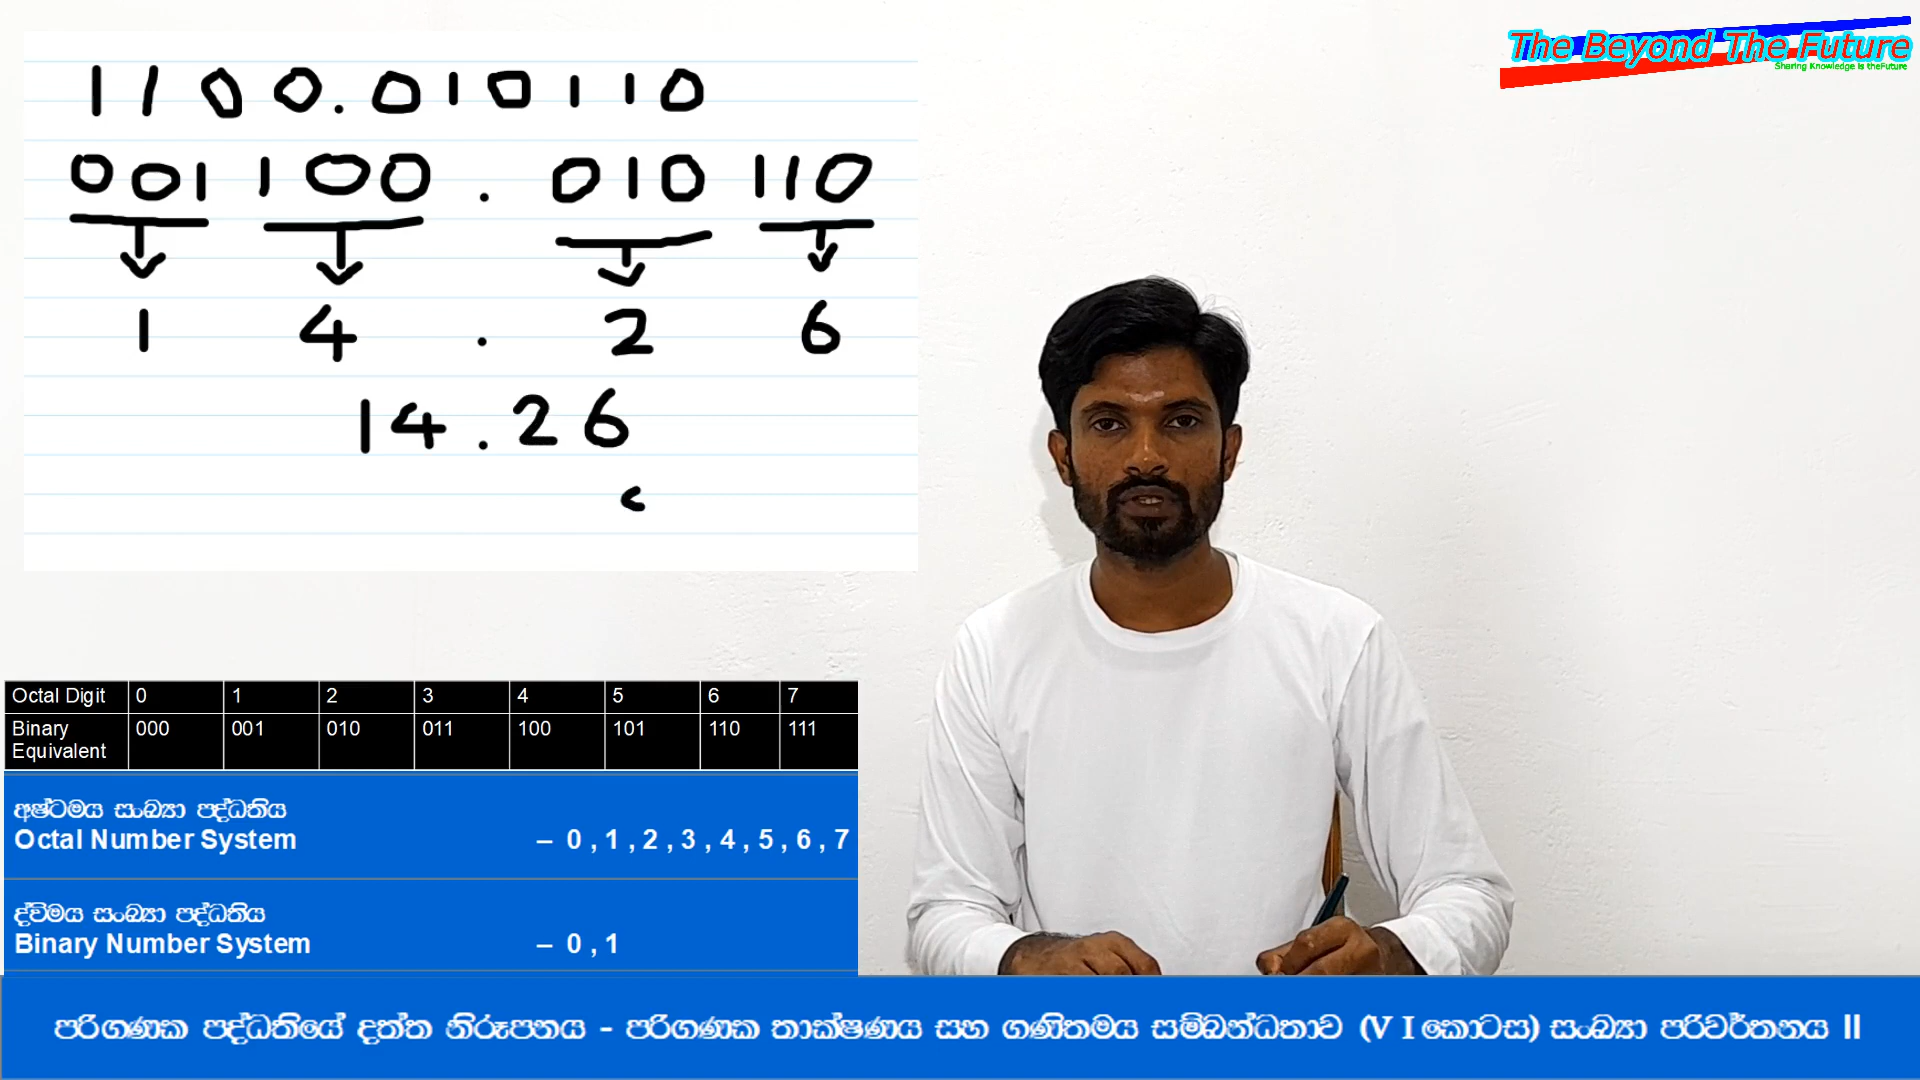 The Beyond The Future
Sharing Knowledge is theFuture
1100.010110
001 100 . 010 110
1 4 . 2 6
14.26
Octal Digit 0 1 2 3 4 5 6 7
Binary Equivalent 000 001 010 011 100 101 110 111
අෂ්ටමය සංඛ්‍යා පද්ධතිය
Octal Number System – 0 , 1 , 2 , 3 , 4 , 5 , 6 , 7
ද්විමය සංඛ්‍යා පද්ධතිය
Binary Number System – 0 , 1
පරිගණක පද්ධතියේ දත්ත නිරූපනය - පරිගණක තාක්ෂණය සහ ගණිතමය සම්බන්ධතාව (V I කොටස) සංඛ්‍යා පරිවර්තනය II